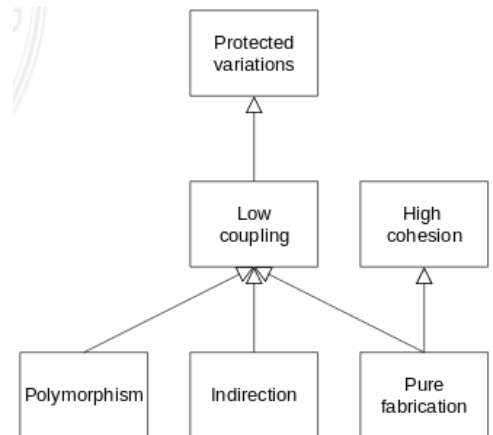 Protected
variations
Low
coupling
High
cohesion
Polymorphism
Indirection
Pure
fabrication